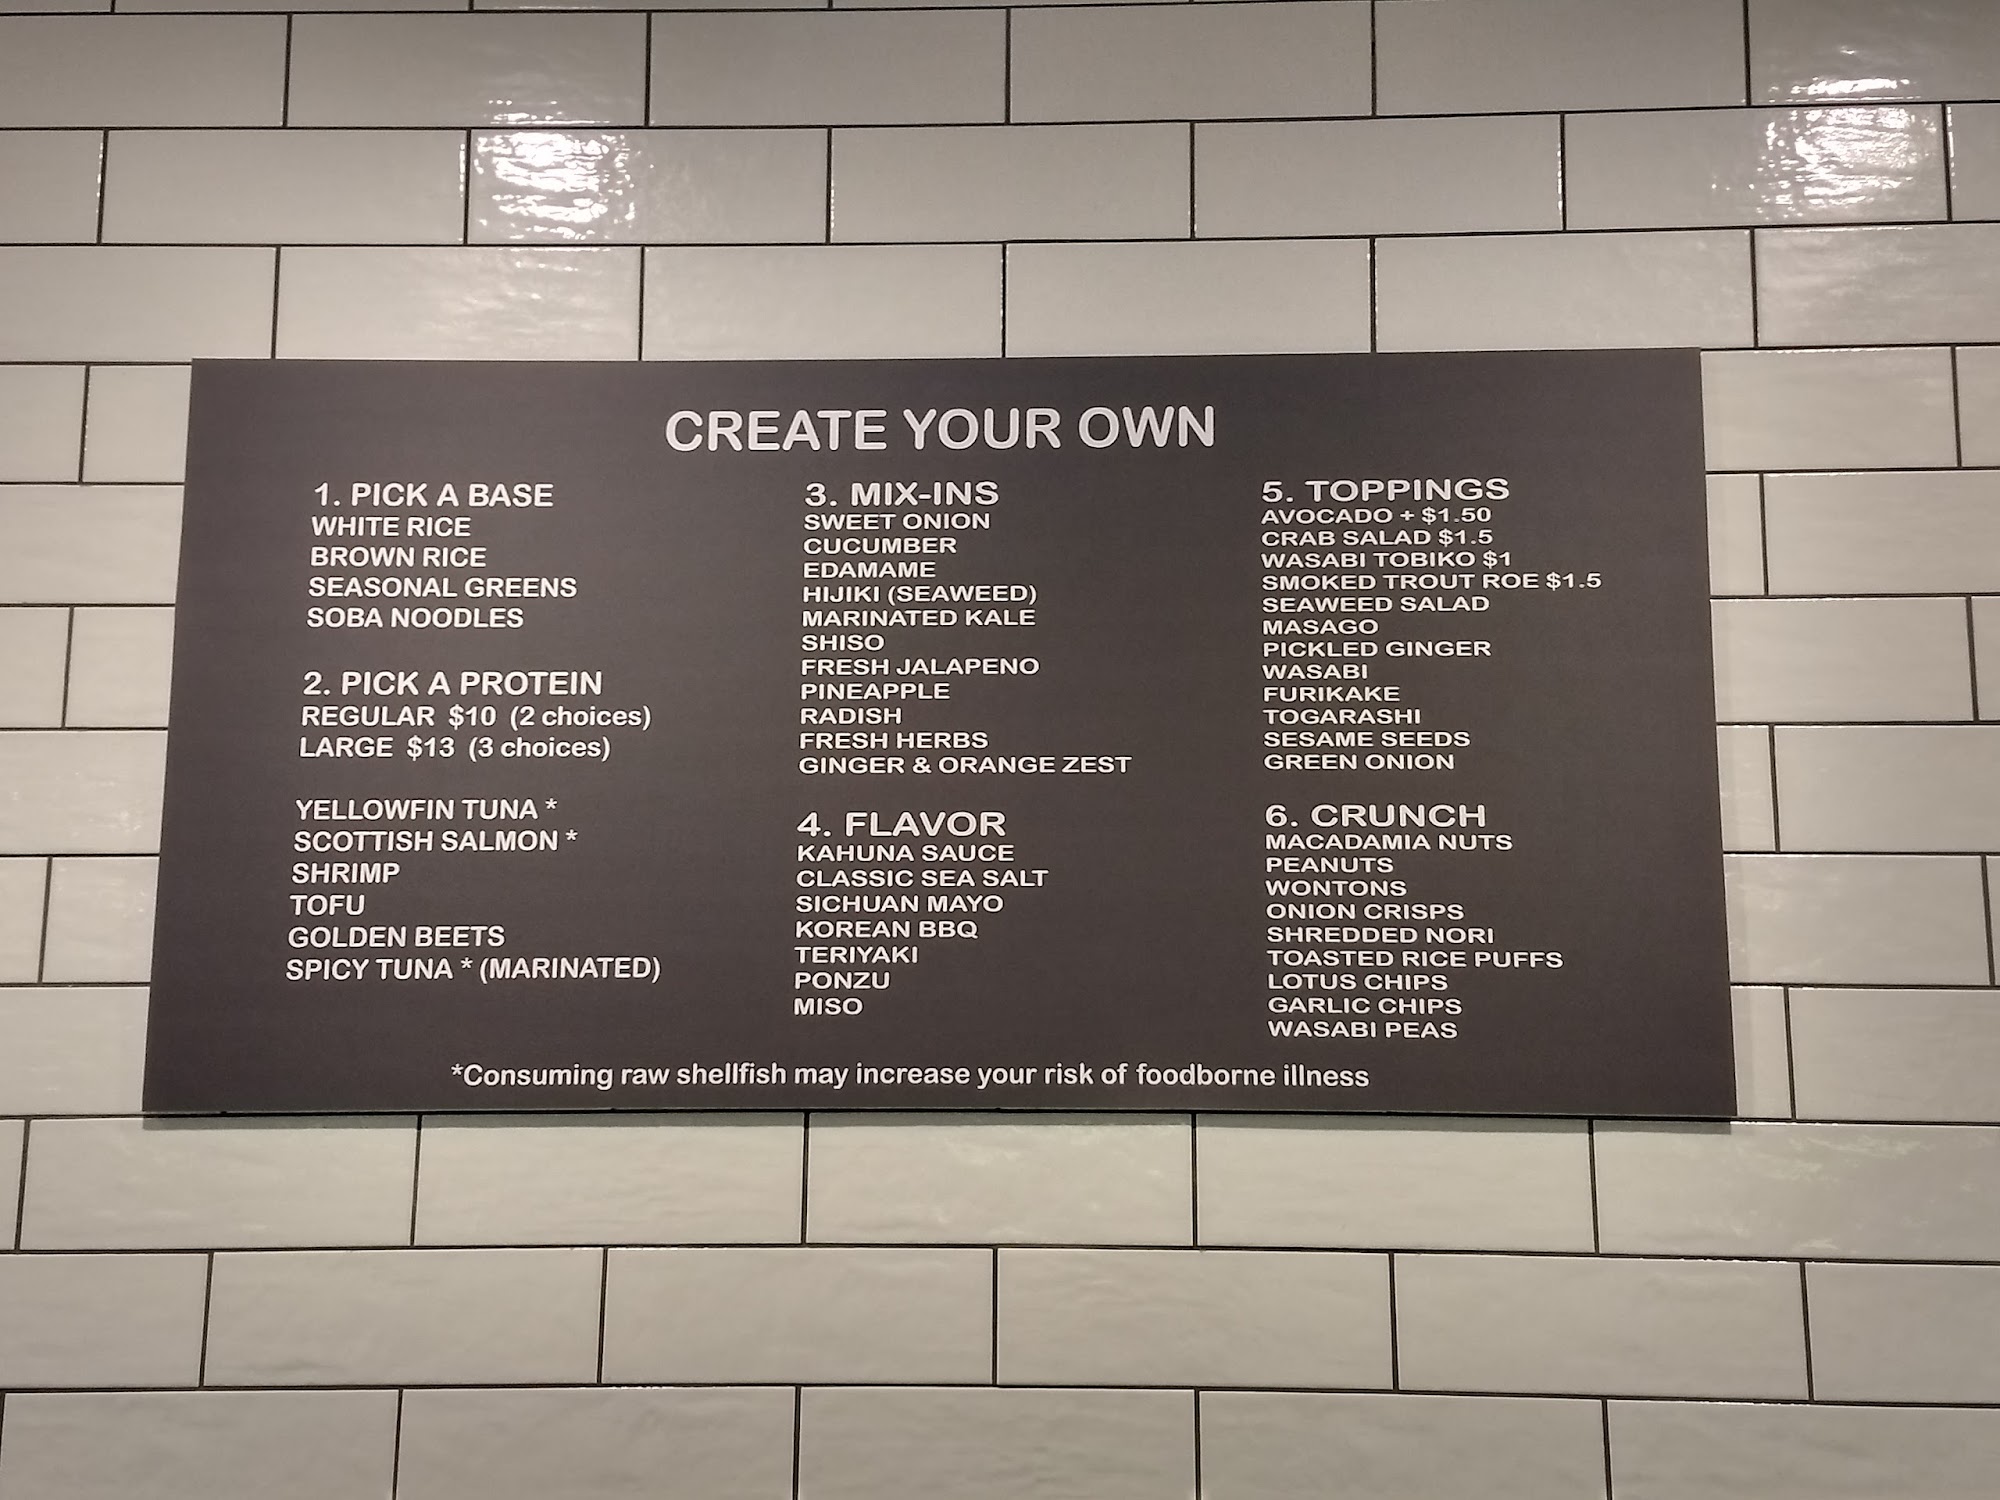 CREATE YOUR OWN
1. PICK A BASE
WHITE RICE
BROWN RICE
SEASONAL GREENS
SOBA NOODLES
2. PICK A PROTEIN
REGULAR $10 (2 choices)
LARGE $13 (3 choices)
YELLOWFIN TUNA *
SCOTTISH SALMON *
SHRIMP
TOFU
GOLDEN BEETS
SPICY TUNA * (MARINATED)
3. MIX-INS
SWEET ONION
CUCUMBER
EDAMAME
HIJIKI (SEAWEED)
MARINATED KALE
SHISO
FRESH JALAPENO
PINEAPPLE
RADISH
FRESH HERBS
GINGER & ORANGE ZEST
4. FLAVOR
KAHUNA SAUCE
CLASSIC SEA SALT
SICHUAN MAYO
KOREAN BBQ
TERIYAKI
PONZU
MISO
5. TOPPINGS
AVOCADO + $1.50
CRAB SALAD $1.5
WASABI TOBIKO $1
SMOKED TROUT ROE $1.5
SEAWEED SALAD
MASAGO
PICKLED GINGER
WASABI
FURIKAKE
TOGARASHI
SESAME SEEDS
GREEN ONION
6. CRUNCH
MACADAMIA NUTS
PEANUTS
WONTONS
ONION CRISPS
SHREDDED NORI
TOASTED RICE PUFFS
LOTUS CHIPS
GARLIC CHIPS
WASABI PEAS
*Consuming raw shellfish may increase your risk of foodborne illness